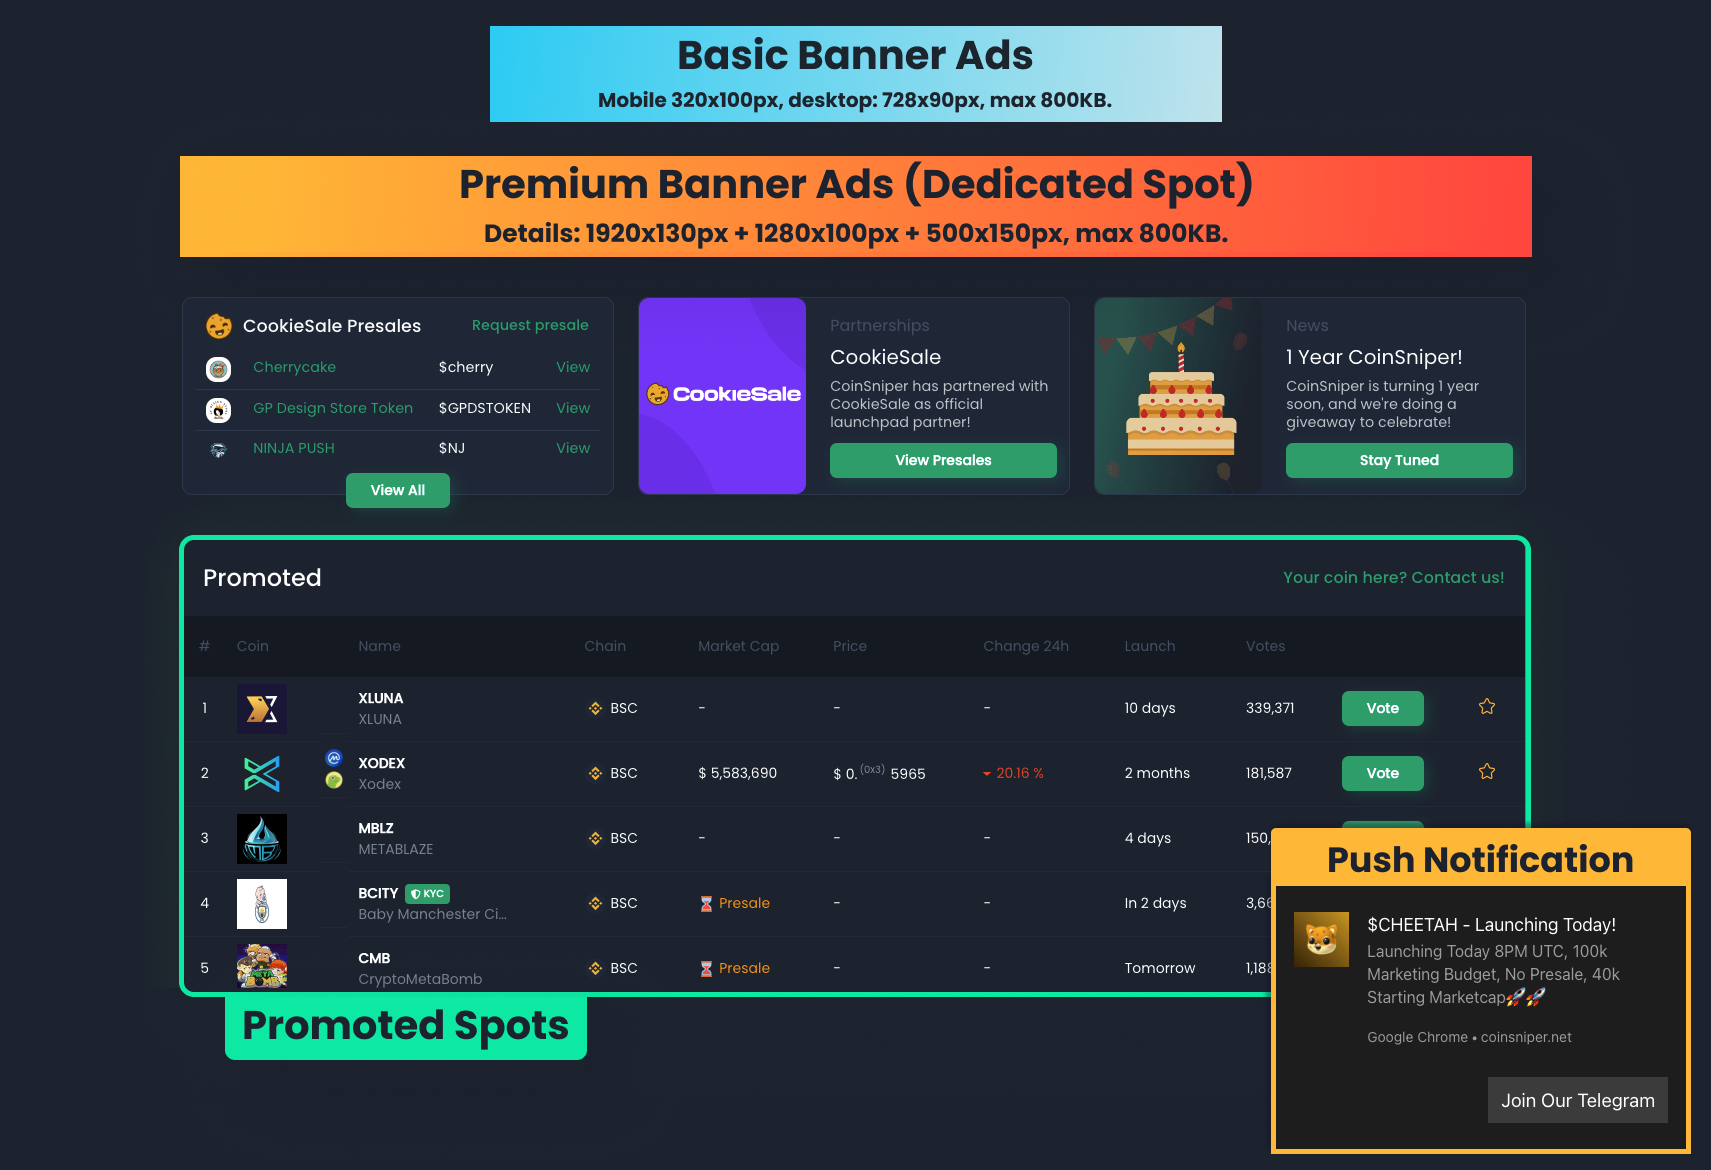 Basic Banner Ads
Mobile 320x100px, desktop: 728x90px, max 800KB.
Premium Banner Ads (Dedicated Spot)
Details: 1920x130px + 1280x100px + 500x150px, max 800KB.
CookieSale Presales Request presale
Cherrycake $cherry View
GP Design Store Token $GPDSTOKEN View
NINJA PUSH $NJ View
View All
CookieSale
Partnerships
CookieSale
CoinSniper has partnered with
CookieSale as official
launchpad partner!
View Presales
News
1 Year CoinSniper!
CoinSniper is turning 1 year
soon, and we're doing a
giveaway to celebrate!
Stay Tuned
Promoted Your coin here? Contact us!
# Coin Name Chain Market Cap Price Change 24h Launch Votes
1 XLUNA BSC - - - 10 days 339,371 Vote
XLUNA
2 XODEX BSC $ 5,583,690 $ 0.(0x3) 5965 20.16 % 2 months 181,587 Vote
Xodex
3 MBLZ BSC - - - 4 days 150,
METABLAZE
4 BCITY KYC BSC Presale - - In 2 days 3,66
Baby Manchester Ci...
5 CMB BSC Presale - - Tomorrow 1,188
CryptoMetaBomb
Promoted Spots
Push Notification
$CHEETAH - Launching Today!
Launching Today 8PM UTC, 100k
Marketing Budget, No Presale, 40k
Starting Marketcap🚀🚀
Google Chrome • coinsniper.net
Join Our Telegram